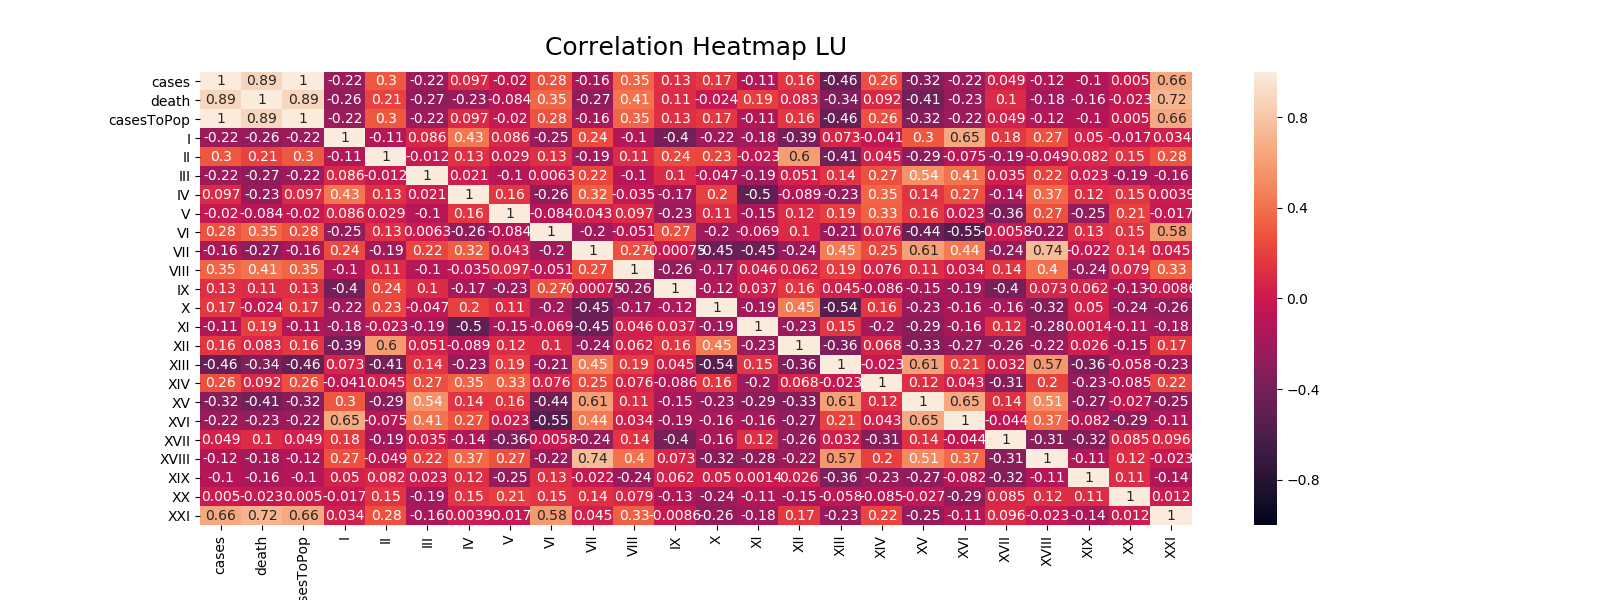 Correlation Heatmap LU
cases 1 0.89 1 -0.22 0.3 -0.22 0.097 -0.02 0.28 -0.16 0.35 0.13 0.17 -0.11 0.16 -0.46 0.26 -0.32 -0.22 0.049 -0.12 -0.1 0.005 0.66
death 0.89 1 0.89 -0.26 0.21 -0.27 -0.23 -0.084 0.35 -0.27 0.41 0.11 -0.024 0.19 0.083 -0.34 0.092 -0.41 -0.23 0.1 -0.18 -0.16 -0.023 0.72
casesToPop 1 0.89 1 -0.22 0.3 -0.22 0.097 -0.02 0.28 -0.16 0.35 0.13 0.17 -0.11 0.16 -0.46 0.26 -0.32 -0.22 0.049 -0.12 -0.1 0.005 0.66
I -0.22 -0.26 -0.22 1 -0.11 0.086 0.43 0.086 -0.25 0.24 -0.1 -0.4 -0.22 -0.18 -0.39 0.073 -0.041 0.3 0.65 0.18 0.27 0.05 -0.017 0.034
II 0.3 0.21 0.3 -0.11 1 -0.012 0.13 0.029 0.13 -0.19 0.11 0.24 0.23 -0.023 0.6 -0.41 0.045 -0.29 -0.075 -0.19 -0.049 0.082 0.15 0.28
III -0.22 -0.27 -0.22 0.086 -0.012 1 0.021 -0.1 0.0063 0.22 -0.1 0.1 -0.047 -0.19 0.051 0.14 0.27 0.54 0.41 0.035 0.22 0.023 -0.19 -0.16
IV 0.097 -0.23 0.097 0.43 0.13 0.021 1 0.16 -0.26 0.32 -0.035 -0.17 0.2 -0.5 -0.089 -0.23 0.35 0.14 0.27 -0.14 0.37 0.12 0.15 0.0039
V -0.02 -0.084 -0.02 0.086 0.029 -0.1 0.16 1 -0.084 0.043 0.097 -0.23 0.11 -0.15 0.12 0.19 0.33 0.16 0.023 -0.36 0.27 -0.25 0.21 -0.017
VI 0.28 0.35 0.28 -0.25 0.13 0.0063 -0.26 -0.084 1 -0.2 -0.051 0.27 -0.2 -0.069 0.1 -0.21 0.076 -0.44 -0.55 -0.0058 -0.22 0.13 0.15 0.58
VII -0.16 -0.27 -0.16 0.24 -0.19 0.22 0.32 0.043 -0.2 1 0.27 -0.00075 -0.45 -0.45 -0.24 0.45 0.25 0.61 0.44 -0.24 0.74 -0.022 0.14 0.045
VIII 0.35 0.41 0.35 -0.1 0.11 -0.1 -0.035 0.097 -0.051 0.27 1 -0.26 -0.17 0.046 0.062 0.19 0.076 0.11 0.034 0.14 0.4 -0.24 0.079 0.33
IX 0.13 0.11 0.13 -0.4 0.24 0.1 -0.17 -0.23 0.27 -0.00075 -0.26 1 -0.12 0.037 0.16 0.045 -0.086 -0.15 -0.19 -0.4 0.073 0.062 -0.13 -0.0086
X 0.17 -0.024 0.17 -0.22 0.23 -0.047 0.2 0.11 -0.2 -0.45 -0.17 -0.12 1 -0.19 0.45 -0.54 0.16 -0.23 -0.16 -0.16 -0.32 0.05 -0.24 -0.26
XI -0.11 0.19 -0.11 -0.18 -0.023 -0.19 -0.5 -0.15 -0.069 -0.45 0.046 0.037 -0.19 1 -0.23 0.15 -0.2 -0.29 -0.16 0.12 -0.28 0.0014 -0.11 -0.18
XII 0.16 0.083 0.16 -0.39 0.6 0.051 -0.089 0.12 0.1 -0.24 0.062 0.16 0.45 -0.23 1 -0.36 0.068 -0.33 -0.27 -0.26 -0.22 0.026 -0.15 0.17
XIII -0.46 -0.34 -0.46 0.073 -0.41 0.14 -0.23 0.19 -0.21 0.45 0.19 0.045 -0.54 0.15 -0.36 1 -0.023 0.61 0.21 0.032 0.57 -0.36 -0.058 -0.23
XIV 0.26 0.092 0.26 -0.041 0.045 0.27 0.35 0.33 0.076 0.25 0.076 -0.086 0.16 -0.2 0.068 -0.023 1 0.12 0.043 -0.31 0.2 -0.23 -0.085 0.22
XV -0.32 -0.41 -0.32 0.3 -0.29 0.54 0.14 0.16 -0.44 0.61 0.11 -0.15 -0.23 -0.29 -0.33 0.61 0.12 1 0.65 0.14 0.51 -0.27 -0.027 -0.25
XVI -0.22 -0.23 -0.22 0.65 -0.075 0.41 0.27 0.023 -0.55 0.44 0.034 -0.19 -0.16 -0.16 -0.27 0.21 0.043 0.65 1 -0.044 0.37 -0.082 -0.29 -0.11
XVII 0.049 0.1 0.049 0.18 -0.19 0.035 -0.14 -0.36 -0.0058 -0.24 0.14 -0.4 -0.16 0.12 -0.26 0.032 -0.31 0.14 -0.044 1 -0.31 -0.32 0.085 0.096
XVIII -0.12 -0.18 -0.12 0.27 -0.049 0.22 0.37 0.27 -0.22 0.74 0.4 0.073 -0.32 -0.28 -0.22 0.57 0.2 0.51 0.37 -0.31 1 -0.11 0.12 -0.023
XIX -0.1 -0.16 -0.1 0.05 0.082 0.023 0.12 -0.25 0.13 -0.022 -0.24 0.062 0.05 0.0014 0.026 -0.36 -0.23 -0.27 -0.082 -0.32 -0.11 1 0.11 -0.14
XX 0.005 -0.023 0.005 -0.017 0.15 -0.19 0.15 0.21 0.15 0.14 0.079 -0.13 -0.24 -0.11 -0.15 -0.058 -0.085 -0.027 -0.29 0.085 0.12 0.11 1 0.012
XXI 0.66 0.72 0.66 0.034 0.28 -0.16 0.0039 -0.017 0.58 0.045 0.33 -0.0086 -0.26 -0.18 0.17 -0.23 0.22 -0.25 -0.11 0.096 -0.023 -0.14 0.012 1
cases death sesToPop I II III IV V VI VII VIII IX X XI XII XIII XIV XV XVI XVII XVIII XIX XX XXI
0.8
0.4
0.0
−0.4
−0.8